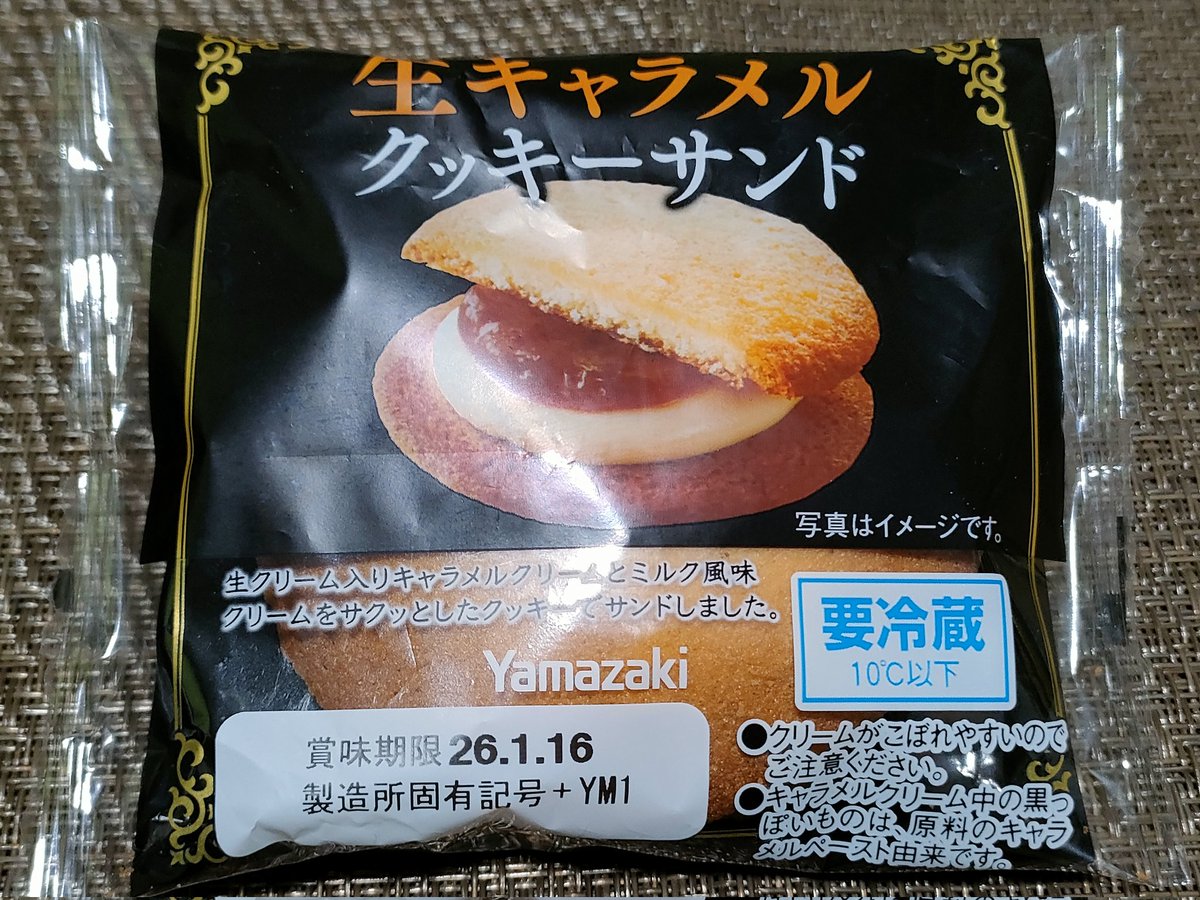 生キャラメル
クッキーサンド
写真はイメージです。
生クリーム入りキャラメルクリームとミルク風味
クリームをサクッとしたクッキーでサンドしました。
要冷蔵
10℃以下
Yamazaki
賞味期限 26.1.16
製造所固有記号+YM1
●クリームがこぼれやすいので
ご注意ください。
●キャラメルクリーム中の黒っ
ぽいものは、原料のキャラ
メルペースト由来です。